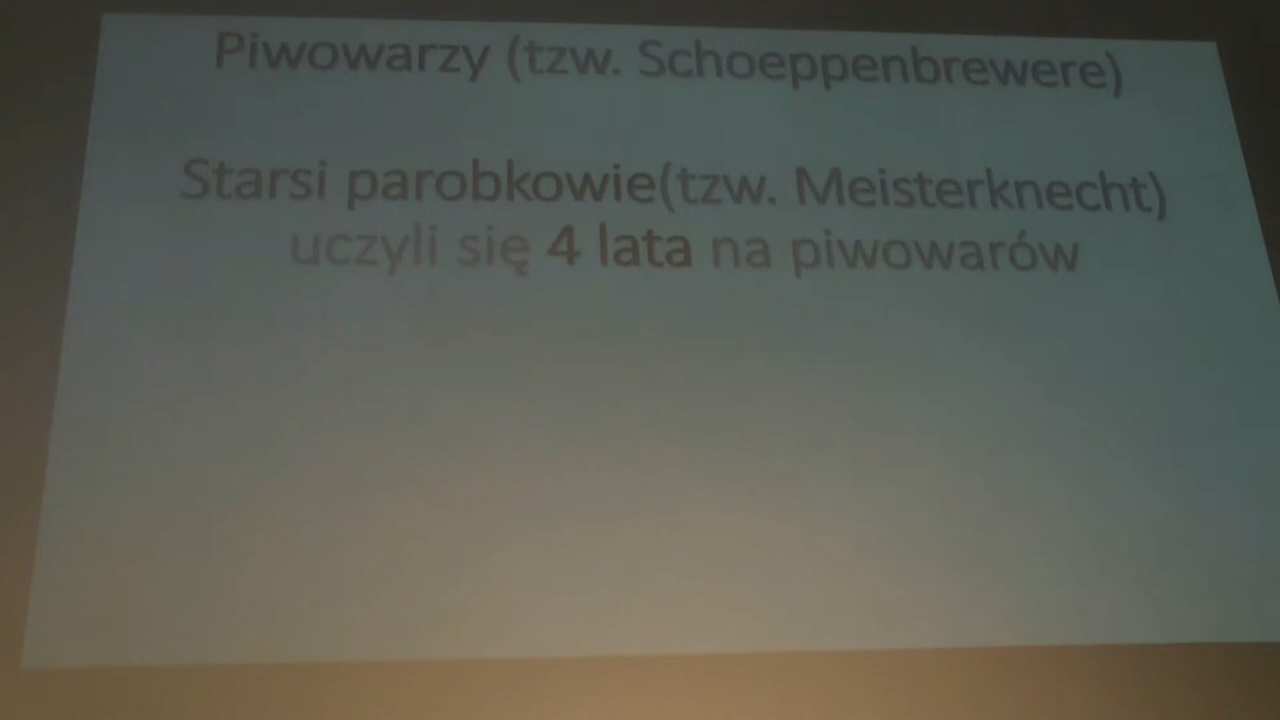 Piwowarzy (tzw. Schoeppenbrewere)
Starsi parobkowie(tzw. Meisterknecht)
uczyli się 4 lata na piwowarów